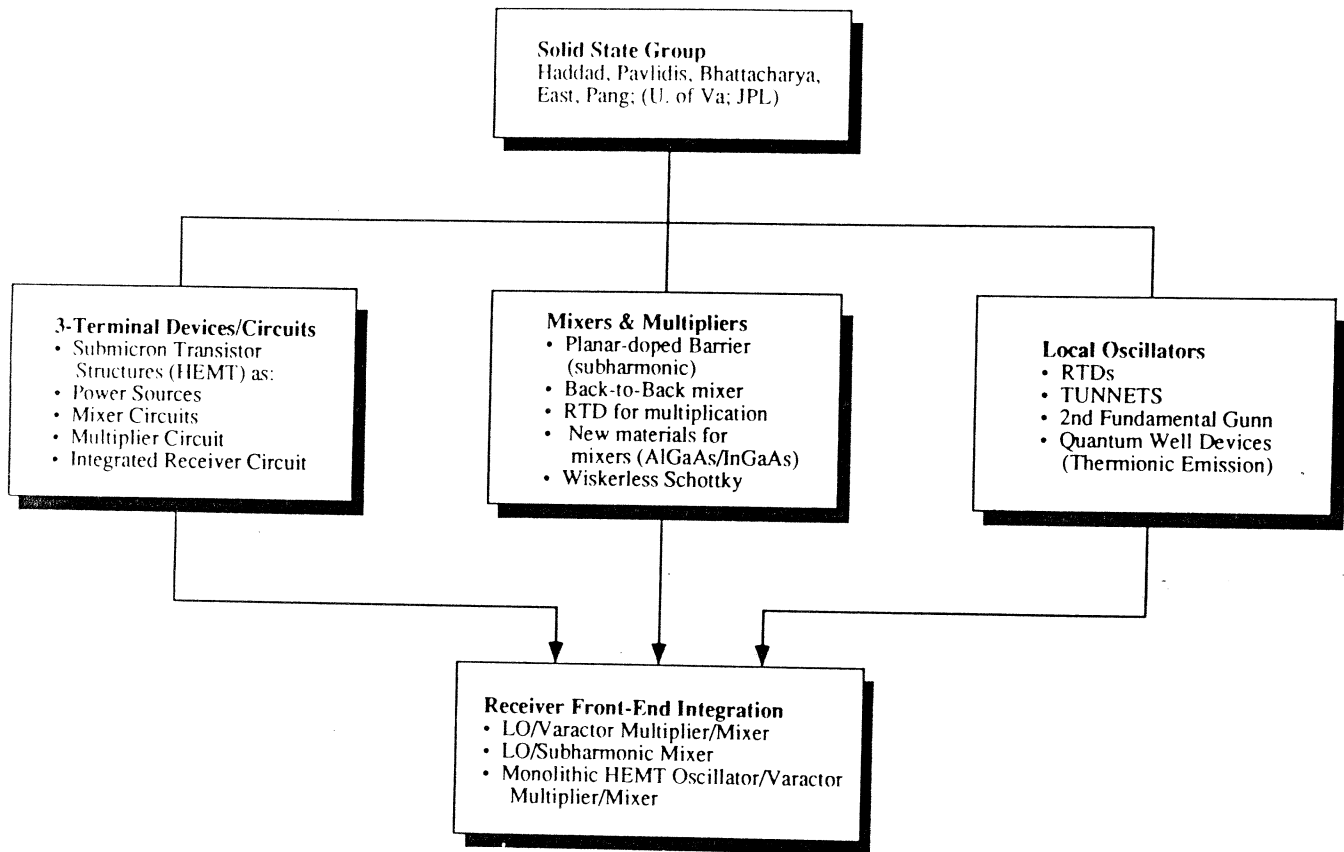 Solid State Group
Haddad, Pavlidis, Bhattacharya,
East, Pang; (U. of Va; JPL)
3-Terminal Devices/Circuits
• Submicron Transistor
Structures (HEMT) as:
• Power Sources
• Mixer Circuits
• Multiplier Circuit
• Integrated Receiver Circuit
Mixers & Multipliers
• Planar-doped Barrier
(subharmonic)
• Back-to-Back mixer
• RTD for multiplication
• New materials for
mixers (AlGaAs/InGaAs)
• Wiskerless Schottky
Local Oscillators
• RTDs
• TUNNETS
• 2nd Fundamental Gunn
• Quantum Well Devices
(Thermionic Emission)
Receiver Front-End Integration
• LO/Varactor Multiplier/Mixer
• LO/Subharmonic Mixer
• Monolithic HEMT Oscillator/Varactor
Multiplier/Mixer